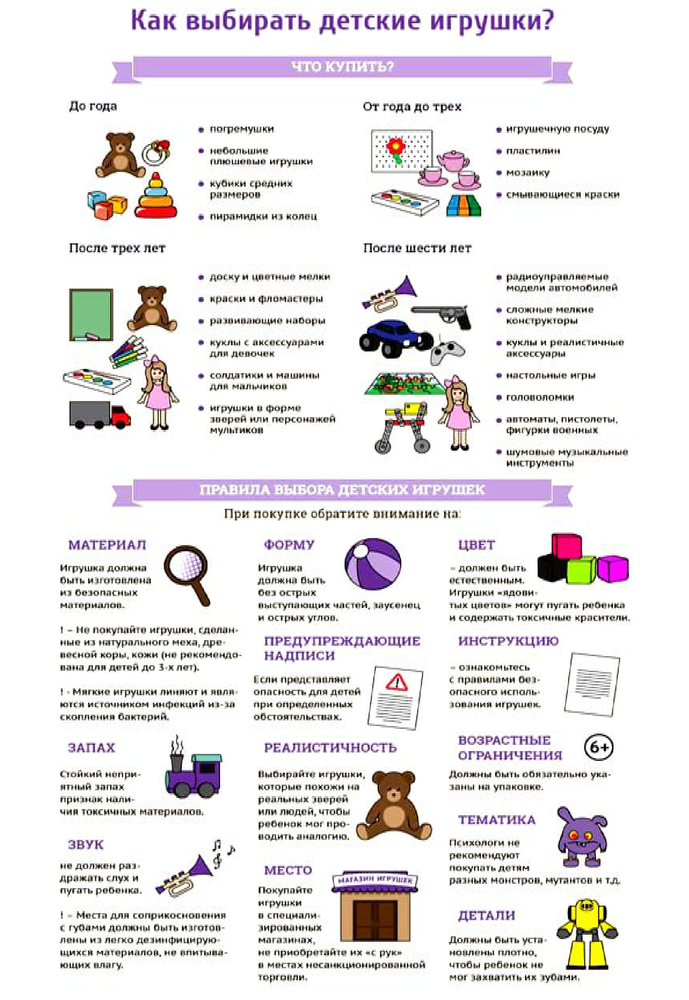 Как выбирать детские игрушки?
ЧТО КУПИТЬ?
До года
погремушки
небольшие
плюшевые игрушки
кубики средних
размеров
пирамидки из колец
От года до трех
игрушечную посуду
пластилин
мозаику
смывающиеся краски
После трех лет
доску и цветные мелки
краски и фломастеры
развивающие наборы
куклы с аксессуарами
для девочек
солдатики и машины
для мальчиков
игрушки в форме
зверей или персонажей
мультиков
После шести лет
радиоуправляемые
модели автомобилей
сложные мелкие
конструкторы
куклы и реалистичные
аксессуары
настольные игры
головоломки
автоматы, пистолеты,
фигурки военных
шумовые музыкальные
инструменты
ПРАВИЛА ВЫБОРА ДЕТСКИХ ИГРУШЕК
При покупке обратите внимание на:
МАТЕРИАЛ
Игрушка должна
быть изготовлена
из безопасных
материалов.
! – Не покупайте игрушки, сделан-
ные из натурального меха, дре-
весной коры, кожи (не рекомендо-
вана для детей до 3-х лет).
! - Мягкие игрушки линяют и явля-
ются источником инфекций из-за
скопления бактерий.
ЗАПАХ
Стойкий непри-
ятный запах
признак нали-
чия токсичных материалов.
ЗВУК
не должен раз-
дражать слух и
пугать ребенка.
! – Места для соприкосновения
с губами должны быть изготов-
лены из легко дезинфицирую-
щихся материалов, не впитыва-
ющих влагу.
ФОРМУ
Игрушка
должна быть
без острых
выступающих частей, заусенец
и острых углов.
ПРЕДУПРЕЖДАЮЩИЕ
НАДПИСИ
Если представляет
опасность для детей
при определенных
обстоятельствах.
РЕАЛИСТИЧНОСТЬ
Выбирайте игрушки,
которые похожи на
реальных зверей
или людей, чтобы
ребенок мог про-
водить аналогию.
МЕСТО
МАГАЗИН ИГРУШЕК
Покупайте
игрушки
в специали-
зированных
магазинах,
не приобретайте их «с рук»
в местах несанкционированной
торговли.
ЦВЕТ
– должен быть
естественным.
Игрушки «ядови-
тых цветов» могут пугать ребенка
и содержать токсичные красители.
ИНСТРУКЦИЮ
– ознакомьтесь
с правилами без-
опасного исполь-
зования игрушек.
ВОЗРАСТНЫЕ
ОГРАНИЧЕНИЯ
6+
Должны быть обязательно ука-
заны на упаковке.
ТЕМАТИКА
Психологи не
рекомендуют
покупать детям
разных монстров, мутантов и т.д.
ДЕТАЛИ
Должны быть уста-
новлены плотно,
чтобы ребенок не
мог захватить их зубами.